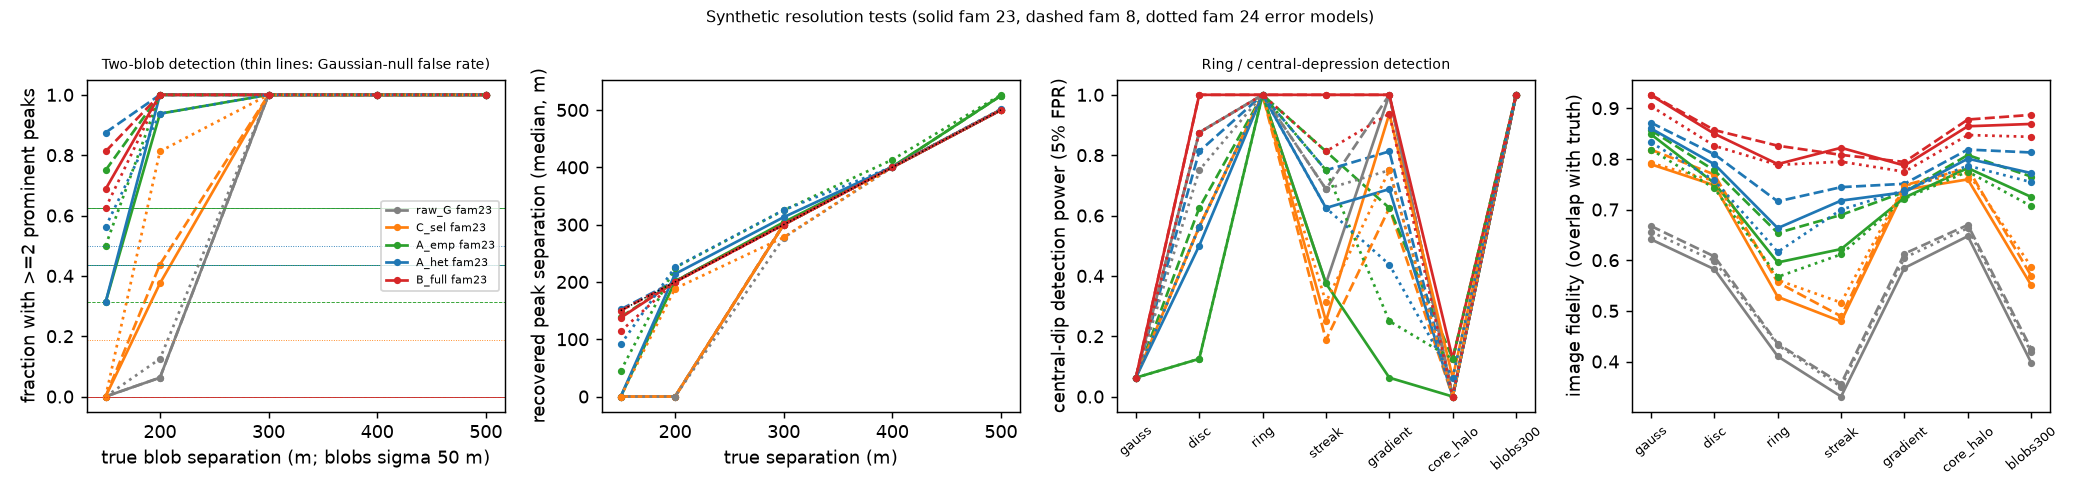 Synthetic resolution tests (solid fam 23, dashed fam 8, dotted fam 24 error models)
Two-blob detection (thin lines: Gaussian-null false rate)
fraction with >=2 prominent peaks
1.0
0.8
0.6
0.4
0.2
0.0
200
300
400
500
true blob separation (m; blobs sigma 50 m)
raw_G fam23
C_sel fam23
A_emp fam23
A_het fam23
B_full fam23
recovered peak separation (median, m)
500
400
300
200
100
0
200
300
400
500
true separation (m)
Ring / central-depression detection
central-dip detection power (5% FPR)
1.0
0.8
0.6
0.4
0.2
0.0
gauss
disc
ring
streak
gradient
core_halo
blobs300
image fidelity (overlap with truth)
0.9
0.8
0.7
0.6
0.5
0.4
gauss
disc
ring
streak
gradient
core_halo
blobs300